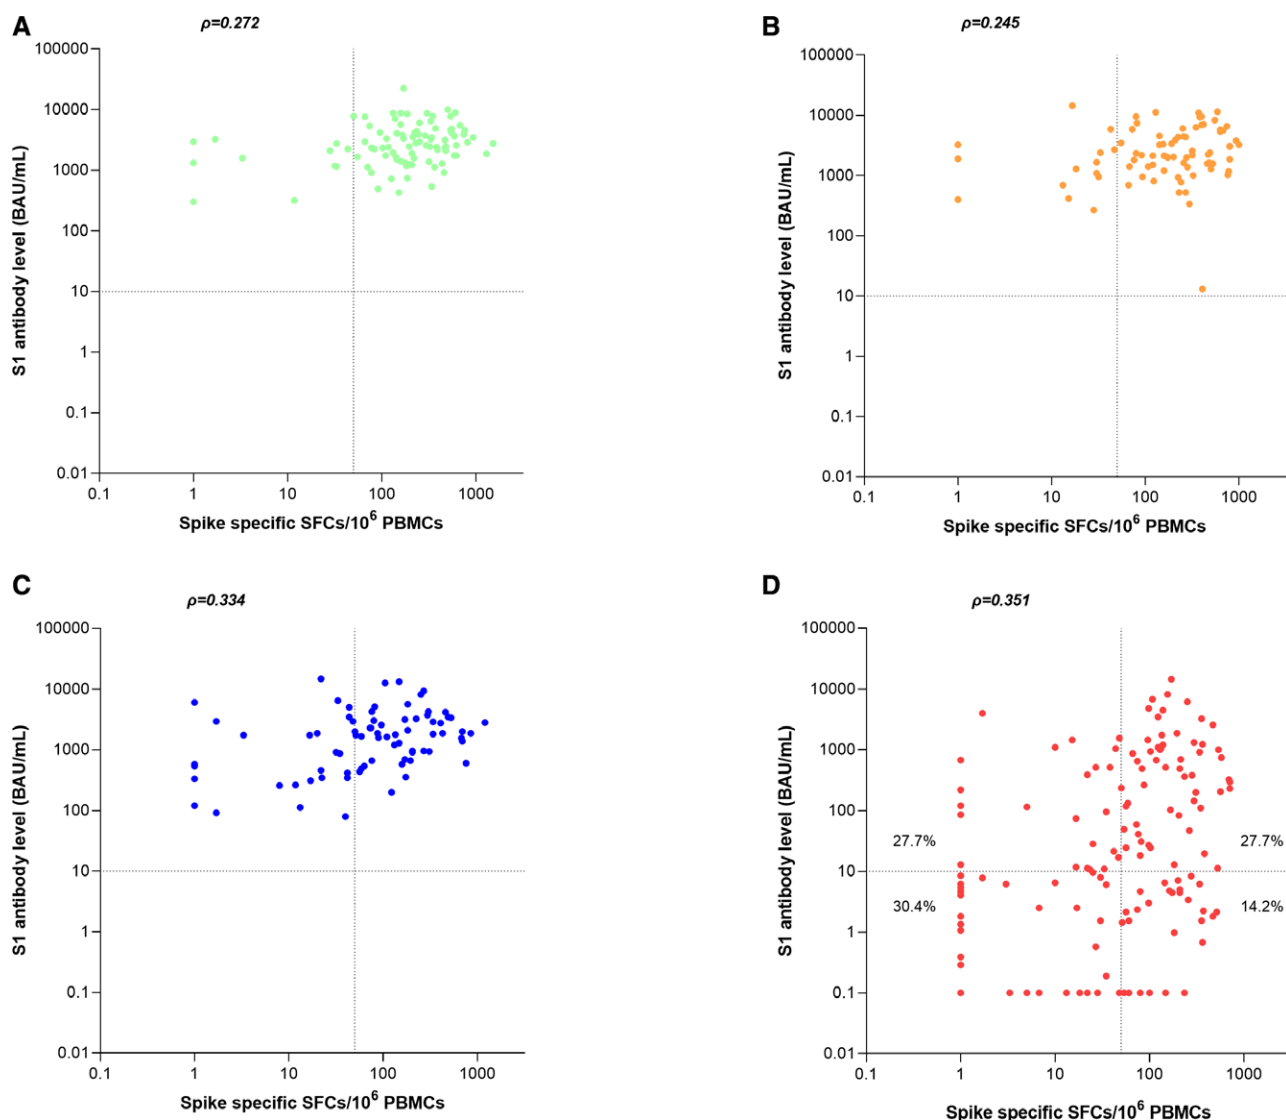 A
ρ=0.272
100000
10000
1000
100
10
1
0.1
0.01
0.1 1 10 100 1000
S1 antibody level (BAU/mL)
Spike specific SFCs/10⁶ PBMCs
B
ρ=0.245
100000
10000
1000
100
10
1
0.1
0.01
0.1 1 10 100 1000
S1 antibody level (BAU/mL)
Spike specific SFCs/10⁶ PBMCs
C
ρ=0.334
100000
10000
1000
100
10
1
0.1
0.01
0.1 1 10 100 1000
S1 antibody level (BAU/mL)
Spike specific SFCs/10⁶ PBMCs
D
ρ=0.351
100000
10000
1000
100
10
1
0.1
0.01
27.7% 27.7%
30.4% 14.2%
0.1 1 10 100 1000
S1 antibody level (BAU/mL)
Spike specific SFCs/10⁶ PBMCs